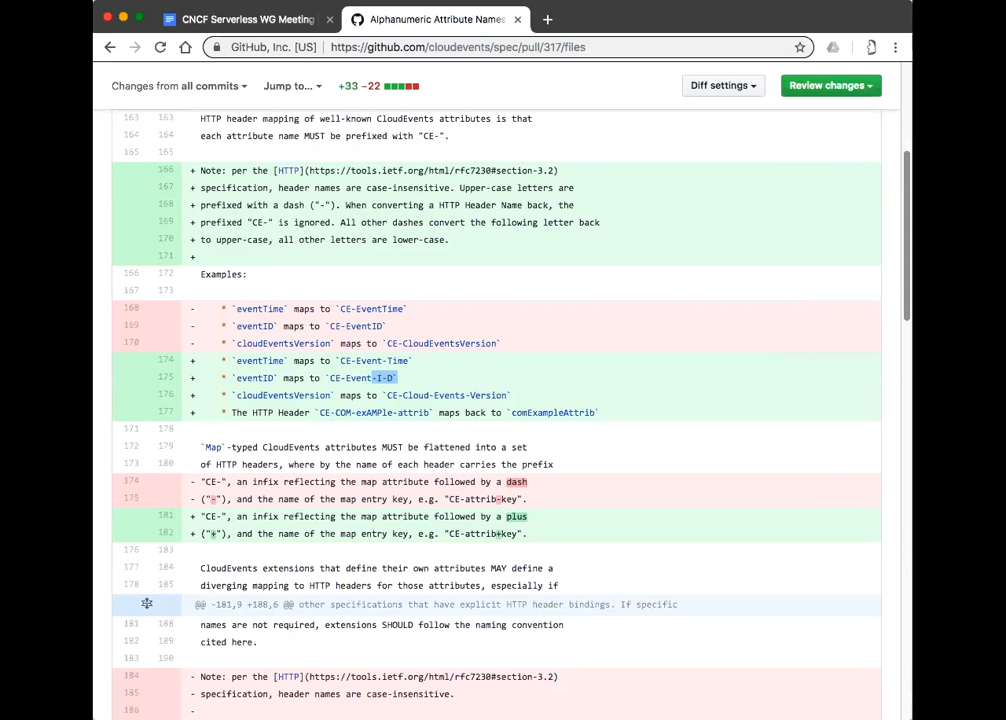 CNCF Serverless WG Meeting
Alphanumeric Attribute Names
GitHub, Inc. [US] | https://github.com/cloudevents/spec/pull/317/files
Changes from all commits Jump to... +33 −22 Diff settings Review changes
163 163 HTTP header mapping of well-known CloudEvents attributes is that
164 164 each attribute name MUST be prefixed with "CE-".
165 165
166 + Note: per the [HTTP](https://tools.ietf.org/html/rfc7230#section-3.2)
167 + specification, header names are case-insensitive. Upper-case letters are
168 + prefixed with a dash ("-"). When converting a HTTP Header Name back, the
169 + prefixed "CE-" is ignored. All other dashes convert the following letter back
170 + to upper-case, all other letters are lower-case.
171 +
166 172 Examples:
167 173
168 - * `eventTime` maps to `CE-EventTime`
169 - * `eventID` maps to `CE-EventID`
170 - * `cloudEventsVersion` maps to `CE-CloudEventsVersion`
174 + * `eventTime` maps to `CE-Event-Time`
175 + * `eventID` maps to `CE-Event-I-D`
176 + * `cloudEventsVersion` maps to `CE-Cloud-Events-Version`
177 + * The HTTP Header `CE-COM-exAMPle-attrib` maps back to `comExampleAttrib`
171 178
172 179 `Map`-typed CloudEvents attributes MUST be flattened into a set
173 180 of HTTP headers, where by the name of each header carries the prefix
174 - "CE-", an infix reflecting the map attribute followed by a dash
175 - ("-"), and the name of the map entry key, e.g. "CE-attrib-key".
181 + "CE-", an infix reflecting the map attribute followed by a plus
182 + ("+"), and the name of the map entry key, e.g. "CE-attrib+key".
176 183
177 184 CloudEvents extensions that define their own attributes MAY define a
178 185 diverging mapping to HTTP headers for those attributes, especially if
@@ -181,9 +188,6 @@ other specifications that have explicit HTTP header bindings. If specific
181 188 names are not required, extensions SHOULD follow the naming convention
182 189 cited here.
183 190
184 - Note: per the [HTTP](https://tools.ietf.org/html/rfc7230#section-3.2)
185 - specification, header names are case-insensitive.
186 -